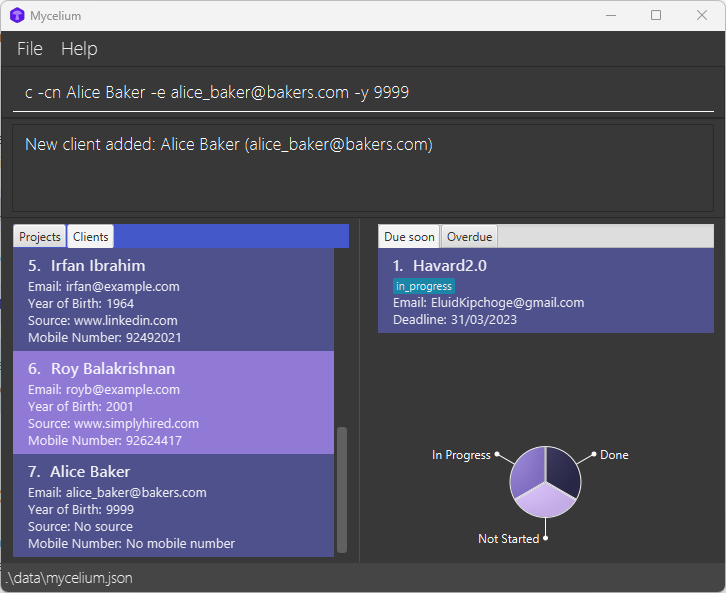 Mycelium
File Help
c -cn Alice Baker -e alice_baker@bakers.com -y 9999
New client added: Alice Baker (alice_baker@bakers.com)
Projects Clients
5. Irfan Ibrahim
Email: irfan@example.com
Year of Birth: 1964
Source: www.linkedin.com
Mobile Number: 92492021
6. Roy Balakrishnan
Email: royb@example.com
Year of Birth: 2001
Source: www.simplyhired.com
Mobile Number: 92624417
7. Alice Baker
Email: alice_baker@bakers.com
Year of Birth: 9999
Source: No source
Mobile Number: No mobile number
Due soon Overdue
1. Havard2.0
in_progress
Email: EluidKipchoge@gmail.com
Deadline: 31/03/2023
In Progress
Done
Not Started
.\data\mycelium.json